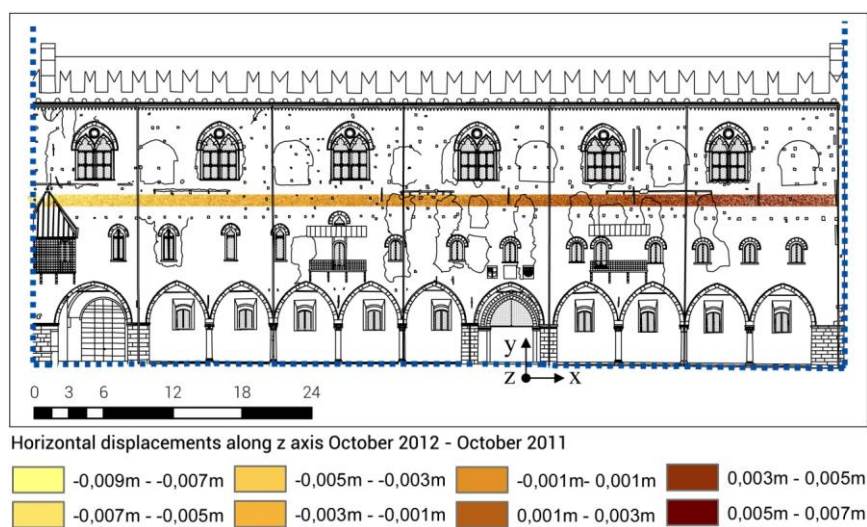 y
z x
0 3 6 12 18 24
Horizontal displacements along z axis October 2012 - October 2011
-0,009m - -0,007m -0,005m - -0,003m -0,001m- 0,001m 0,003m - 0,005m
-0,007m - -0,005m -0,003m - -0,001m 0,001m - 0,003m 0,005m - 0,007m